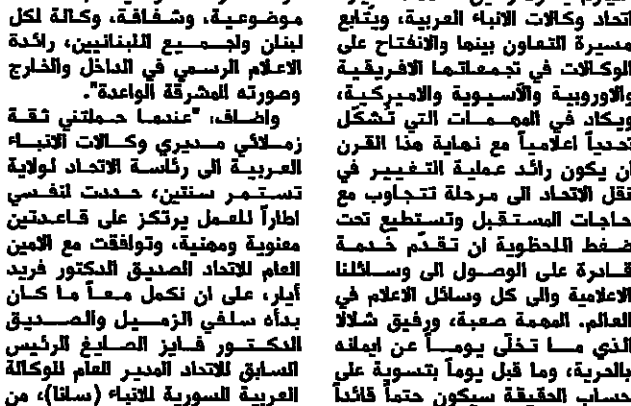 اتحاد وكالات الانباء العربية، ويتابع
مسيرة التعاون بينها والانفتاح على
الوكالات في تجمعاتها الافريقية
والاوروبية والآسيوية والاميركية،
ويكاد في المهمات التي تشكّل
تحدياً اعلامياً مع نهاية هذا القرن
ان يكون رائد عملية التغيير في
نقل الاتحاد الى مرحلة تتجاوب مع
حاجات المستقبل وتستطيع تحت
ضغط اللحظوية ان تقدّم خدمة
قادرة على الوصول الى وسائلنا
الاعلامية والى كل وسائل الاعلام في
العالم. المهمة صعبة، ورفيق شلالا
الذي ما تخلّى يوماً عن ايمانه
بالحرية، وما قبل يوماً بتسوية على
حساب الحقيقة سيكون حتماً قائداً
موضوعية، وشفافة، وكالة لكل
لبنان ولجميع اللبنانيين، رائدة
الاعلام الرسمي في الداخل والخارج
وصورته المشرقة الواعدة".
واضاف: "عندما حملتني ثقة
زملائي مديري وكالات الانباء
العربية الى رئاسة الاتحاد لولاية
تستمر سنتين، حددت لنفسي
اطاراً للعمل يرتكز على قاعدتين
معنوية ومهنية، وتوافقت مع الامين
العام للاتحاد الصديق الدكتور فريد
أيار، على ان نكمل معاً ما كان
بدأه سلفي الزميل والصديق
الدكتور فايز الصايغ الرئيس
السابق للاتحاد المدير العام للوكالة
العربية السورية للانباء (سانا)، من